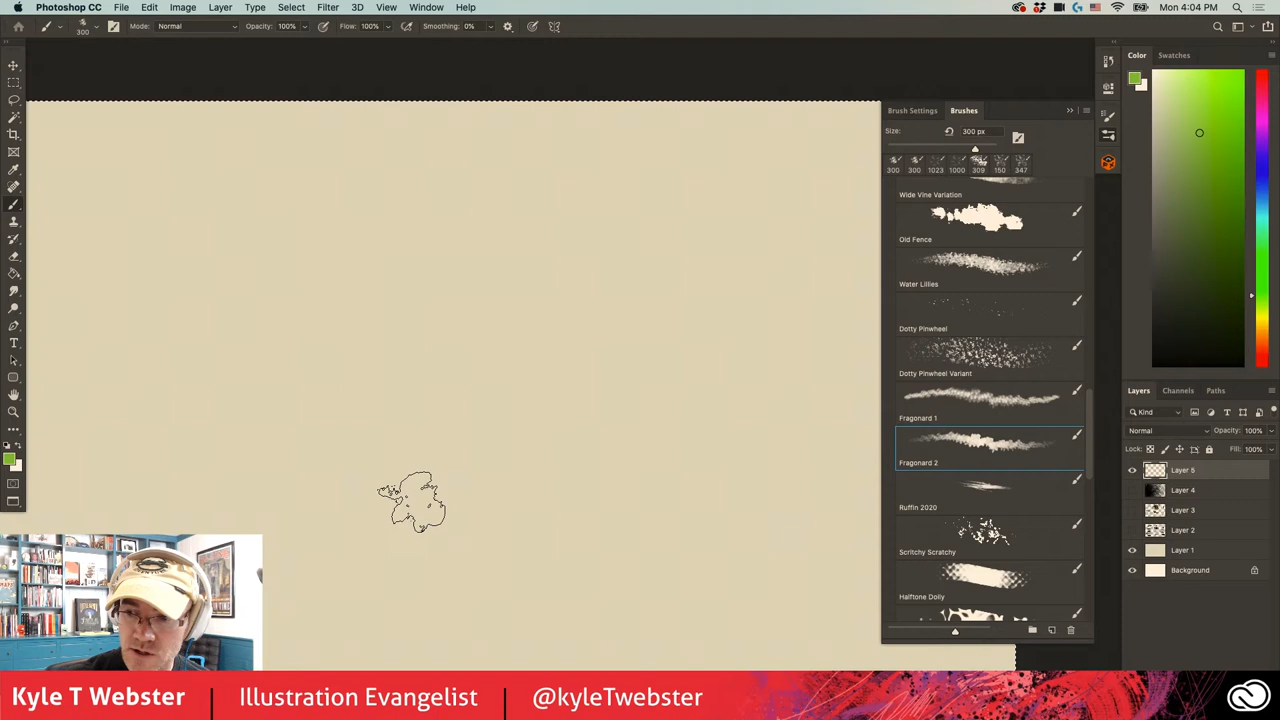 Photoshop CC File Edit Image Layer Type Select Filter 3D View Window Help Mon 4:04 PM
300 Mode: Normal Opacity: 100% Flow: 100% Smoothing: 0%
Color Swatches
Brush Settings Brushes
Size: 300 px
300 300 1023 1000 309 150 347
Wide Vine Variation
Old Fence
Water Lillies
Dotty Pinwheel
Dotty Pinwheel Variant
Fragonard 1
Fragonard 2
Ruffin 2020
Scritchy Scratchy
Halftone Dolly
Layers Channels Paths
Kind
Normal Opacity: 100%
Lock: Fill: 100%
Layer 5
Layer 4
Layer 3
Layer 2
Layer 1
Background
Kyle T Webster | Illustration Evangelist | @kyleTwebster